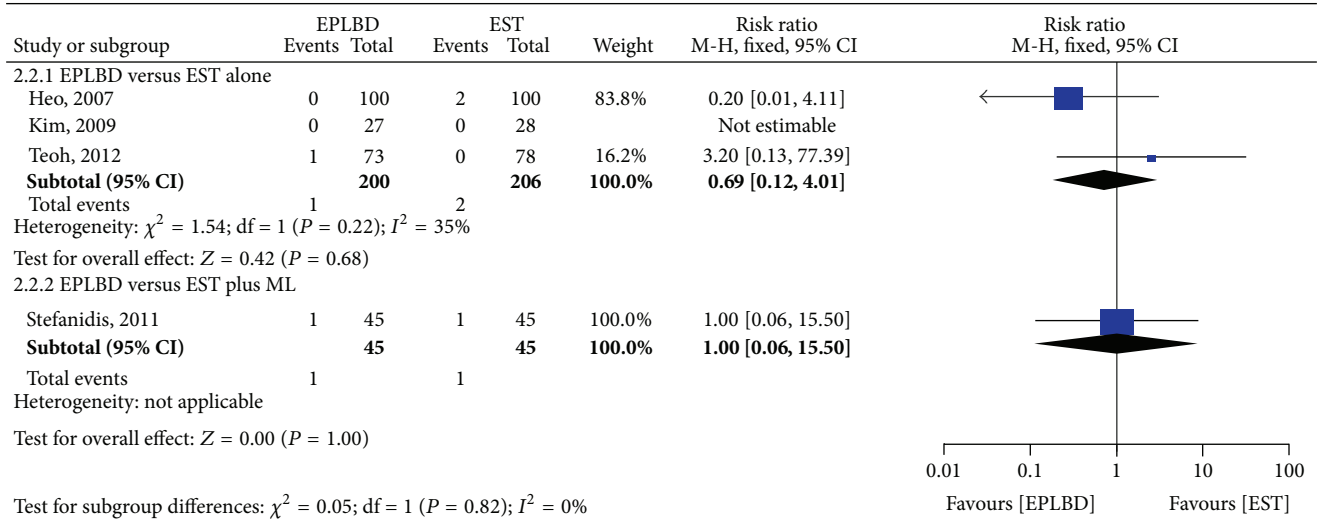 EPLBD EST Risk ratio Risk ratio
Study or subgroup Events Total Events Total Weight M-H, fixed, 95% CI M-H, fixed, 95% CI
2.2.1 EPLBD versus EST alone
Heo, 2007 0 100 2 100 83.8% 0.20 [0.01, 4.11]
Kim, 2009 0 27 0 28 Not estimable
Teoh, 2012 1 73 0 78 16.2% 3.20 [0.13, 77.39]
Subtotal (95% CI) 200 206 100.0% 0.69 [0.12, 4.01]
Total events 1 2
Heterogeneity: χ² = 1.54; df = 1 (P = 0.22); I² = 35%
Test for overall effect: Z = 0.42 (P = 0.68)
2.2.2 EPLBD versus EST plus ML
Stefanidis, 2011 1 45 1 45 100.0% 1.00 [0.06, 15.50]
Subtotal (95% CI) 45 45 100.0% 1.00 [0.06, 15.50]
Total events 1 1
Heterogeneity: not applicable
Test for overall effect: Z = 0.00 (P = 1.00)
0.01 0.1 1 10 100
Test for subgroup differences: χ² = 0.05; df = 1 (P = 0.82); I² = 0% Favours [EPLBD] Favours [EST]